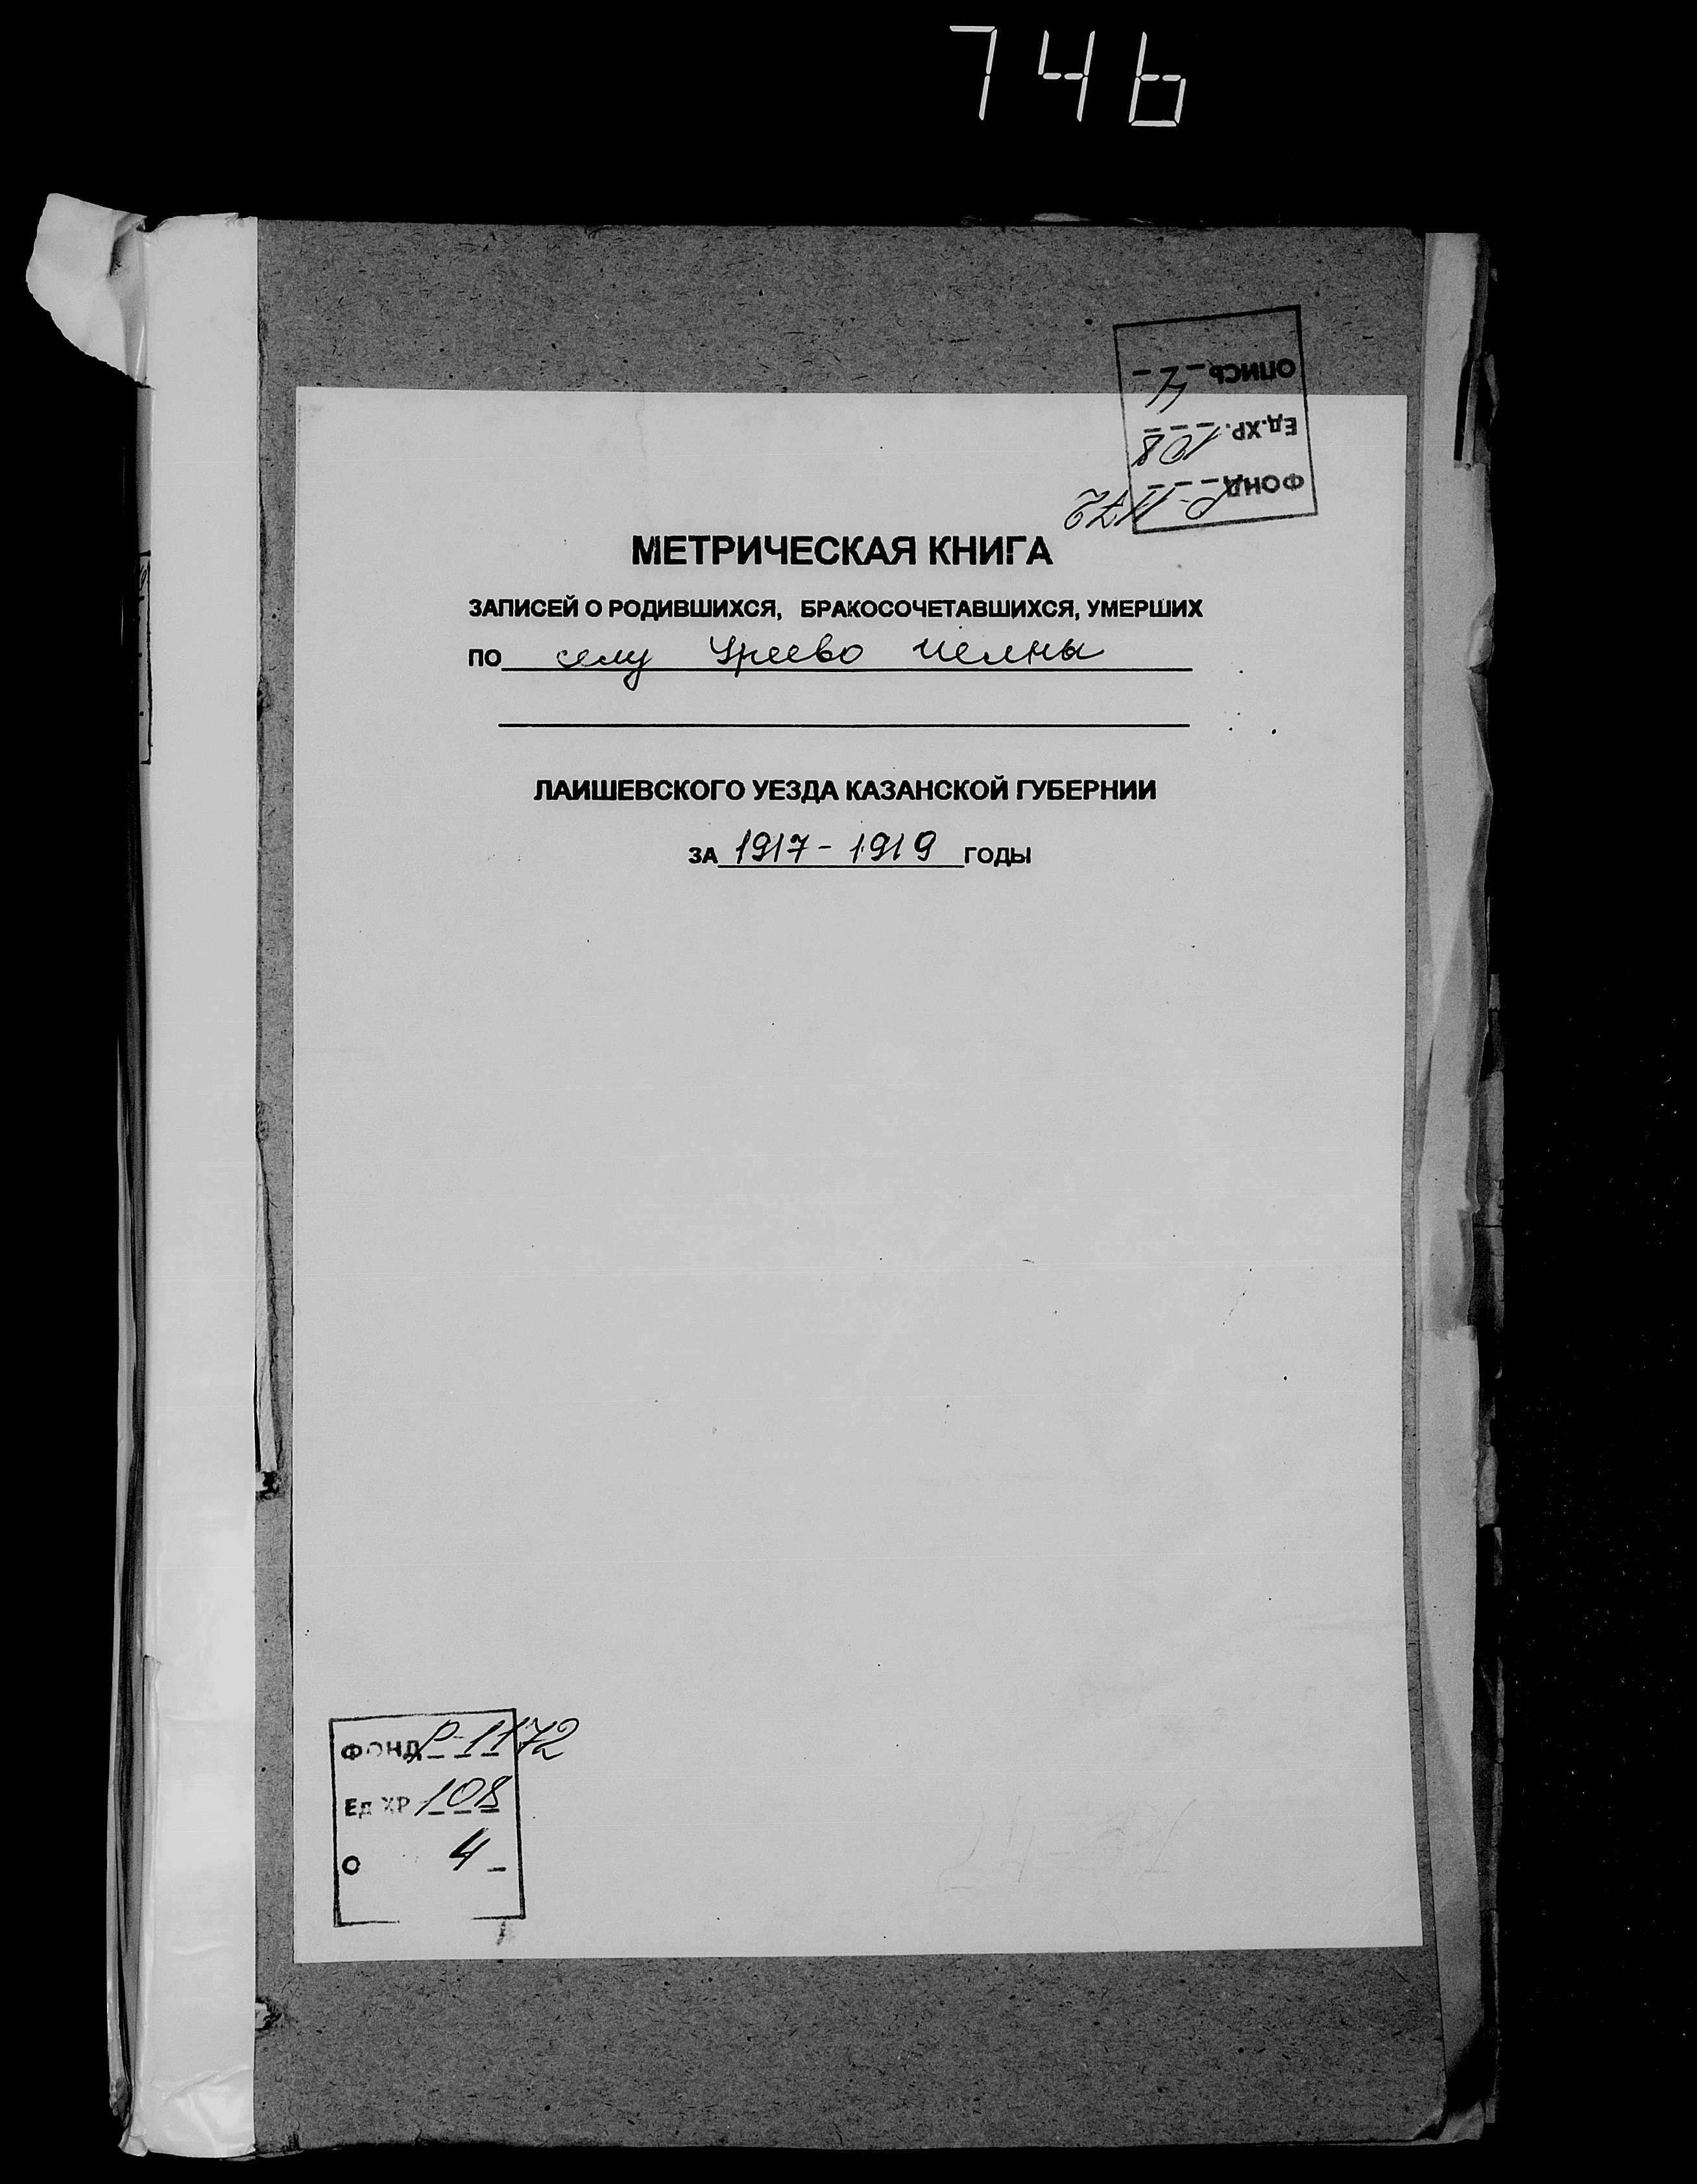 746
ОПИСЬ 4
Ед.ХР. 108
ФОНД Р-1172
МЕТРИЧЕСКАЯ КНИГА
ЗАПИСЕЙ О РОДИВШИХСЯ, БРАКОСОЧЕТАВШИХСЯ, УМЕРШИХ
ПО селу Уреево Челны
ЛАИШЕВСКОГО УЕЗДА КАЗАНСКОЙ ГУБЕРНИИ
ЗА 1917-1919 ГОДЫ
ФОНД Р-1172
Ед ХР 108
О 4